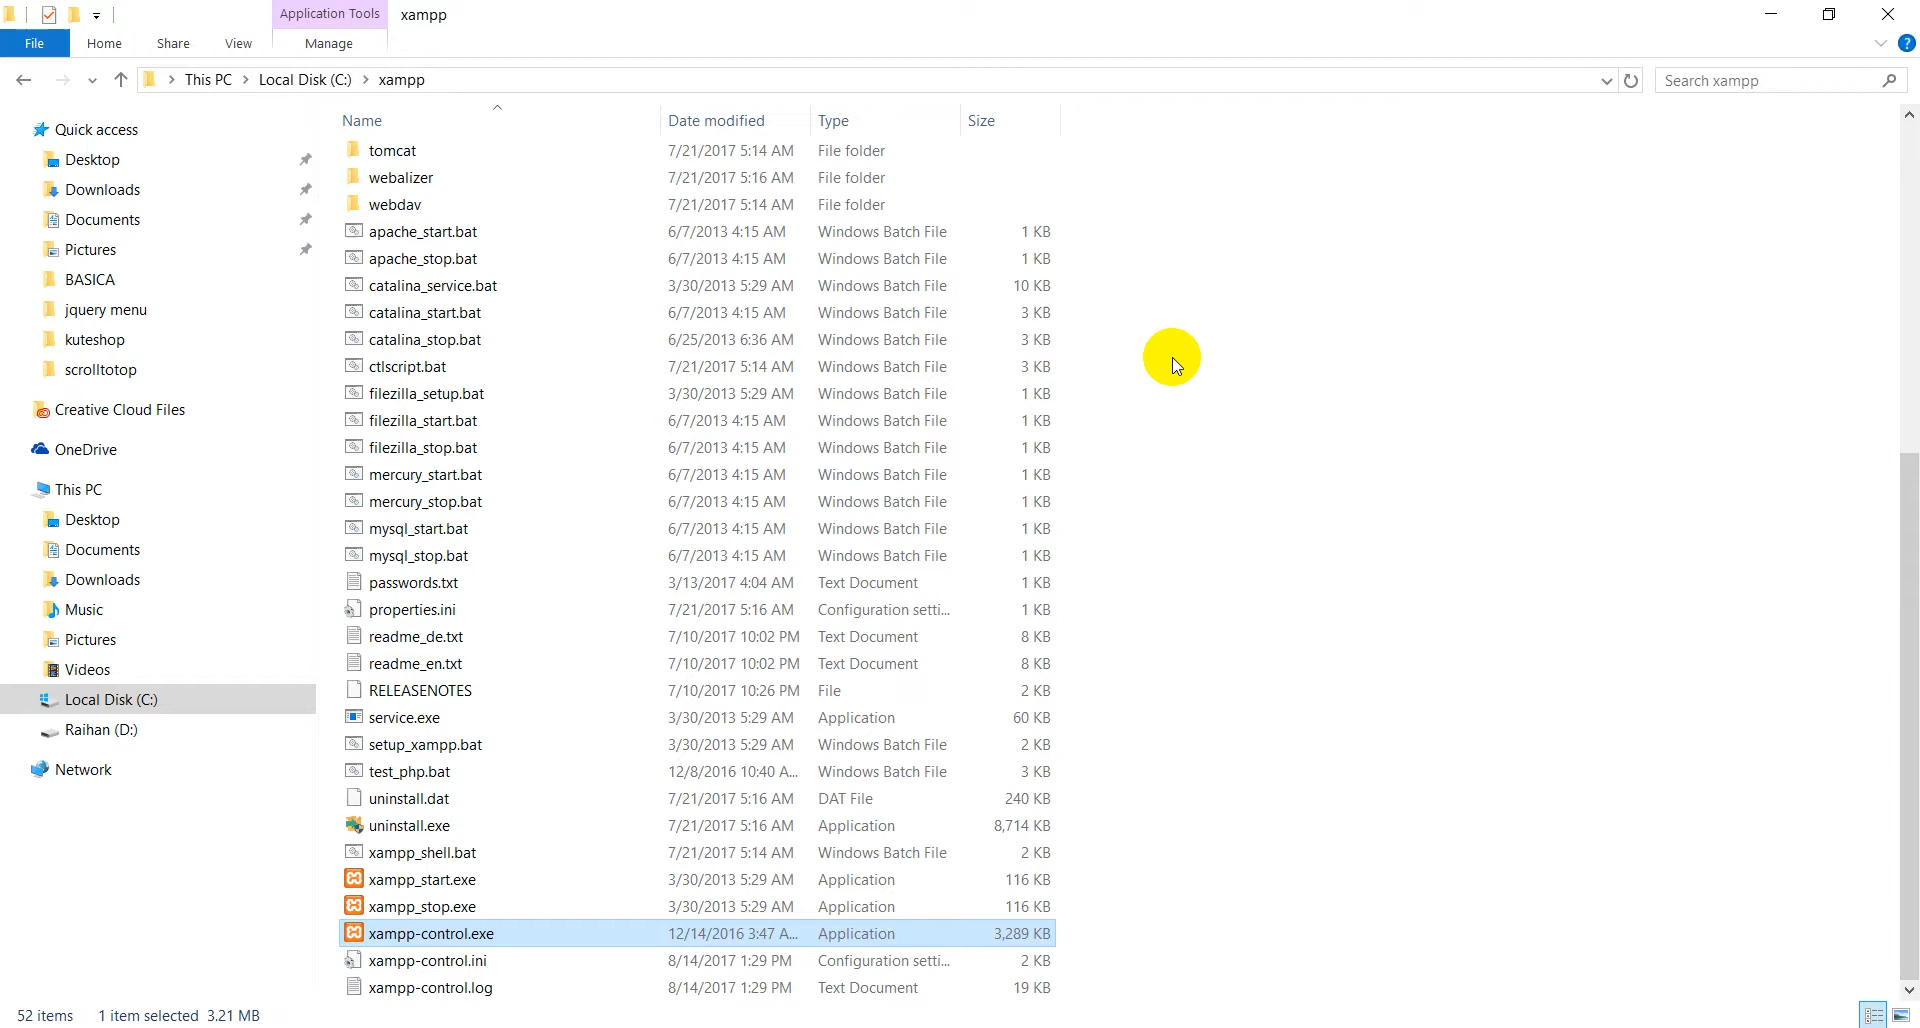 Application Tools xampp
File Home Share View Manage
This PC Local Disk (C:) xampp Search xampp
Quick access
Desktop
Downloads
Documents
Pictures
BASICA
jquery menu
kuteshop
scrolltotop
Creative Cloud Files
OneDrive
This PC
Desktop
Documents
Downloads
Music
Pictures
Videos
Local Disk (C:)
Raihan (D:)
Network
Name Date modified Type Size
tomcat 7/21/2017 5:14 AM File folder
webalizer 7/21/2017 5:16 AM File folder
webdav 7/21/2017 5:14 AM File folder
apache_start.bat 6/7/2013 4:15 AM Windows Batch File 1 KB
apache_stop.bat 6/7/2013 4:15 AM Windows Batch File 1 KB
catalina_service.bat 3/30/2013 5:29 AM Windows Batch File 10 KB
catalina_start.bat 6/7/2013 4:15 AM Windows Batch File 3 KB
catalina_stop.bat 6/25/2013 6:36 AM Windows Batch File 3 KB
ctlscript.bat 7/21/2017 5:14 AM Windows Batch File 3 KB
filezilla_setup.bat 3/30/2013 5:29 AM Windows Batch File 1 KB
filezilla_start.bat 6/7/2013 4:15 AM Windows Batch File 1 KB
filezilla_stop.bat 6/7/2013 4:15 AM Windows Batch File 1 KB
mercury_start.bat 6/7/2013 4:15 AM Windows Batch File 1 KB
mercury_stop.bat 6/7/2013 4:15 AM Windows Batch File 1 KB
mysql_start.bat 6/7/2013 4:15 AM Windows Batch File 1 KB
mysql_stop.bat 6/7/2013 4:15 AM Windows Batch File 1 KB
passwords.txt 3/13/2017 4:04 AM Text Document 1 KB
properties.ini 7/21/2017 5:16 AM Configuration setti... 1 KB
readme_de.txt 7/10/2017 10:02 PM Text Document 8 KB
readme_en.txt 7/10/2017 10:02 PM Text Document 8 KB
RELEASENOTES 7/10/2017 10:26 PM File 2 KB
service.exe 3/30/2013 5:29 AM Application 60 KB
setup_xampp.bat 3/30/2013 5:29 AM Windows Batch File 2 KB
test_php.bat 12/8/2016 10:40 A... Windows Batch File 3 KB
uninstall.dat 7/21/2017 5:16 AM DAT File 240 KB
uninstall.exe 7/21/2017 5:16 AM Application 8,714 KB
xampp_shell.bat 7/21/2017 5:14 AM Windows Batch File 2 KB
xampp_start.exe 3/30/2013 5:29 AM Application 116 KB
xampp_stop.exe 3/30/2013 5:29 AM Application 116 KB
xampp-control.exe 12/14/2016 3:47 A... Application 3,289 KB
xampp-control.ini 8/14/2017 1:29 PM Configuration setti... 2 KB
xampp-control.log 8/14/2017 1:29 PM Text Document 19 KB
52 items 1 item selected 3.21 MB